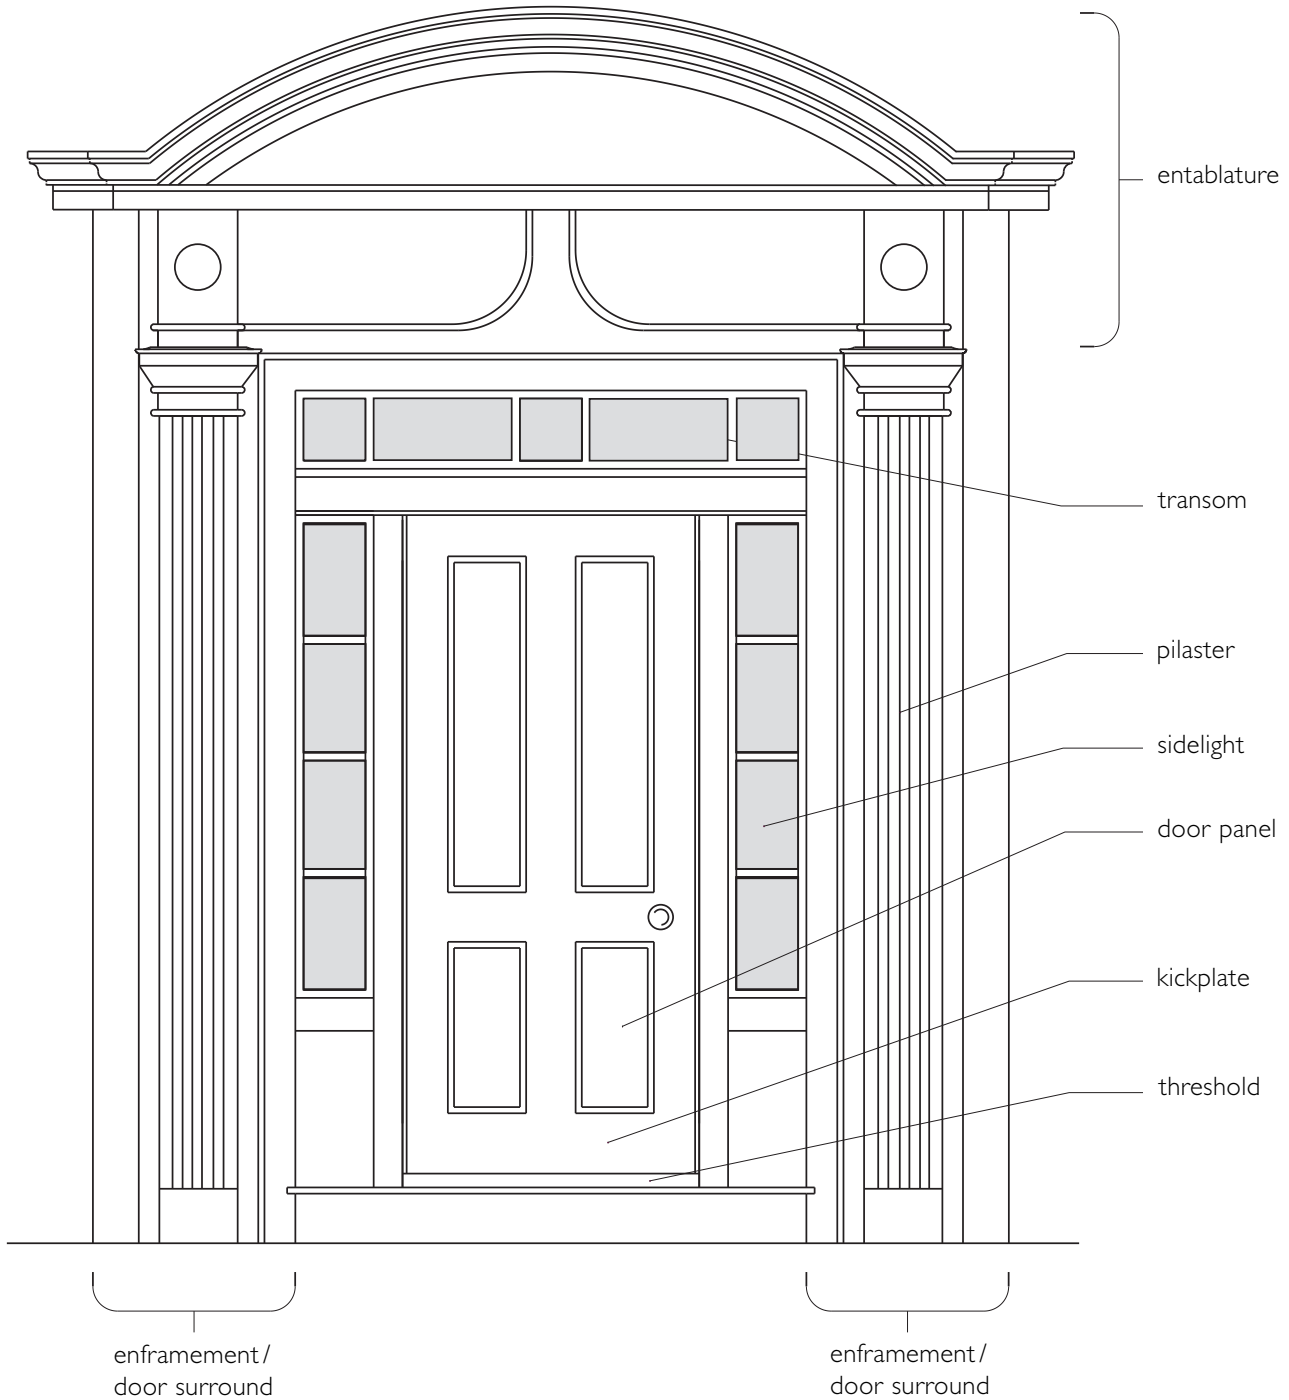 entablature
transom
pilaster
sidelight
door panel
kickplate
threshold
enframement/
door surround
enframement/
door surround